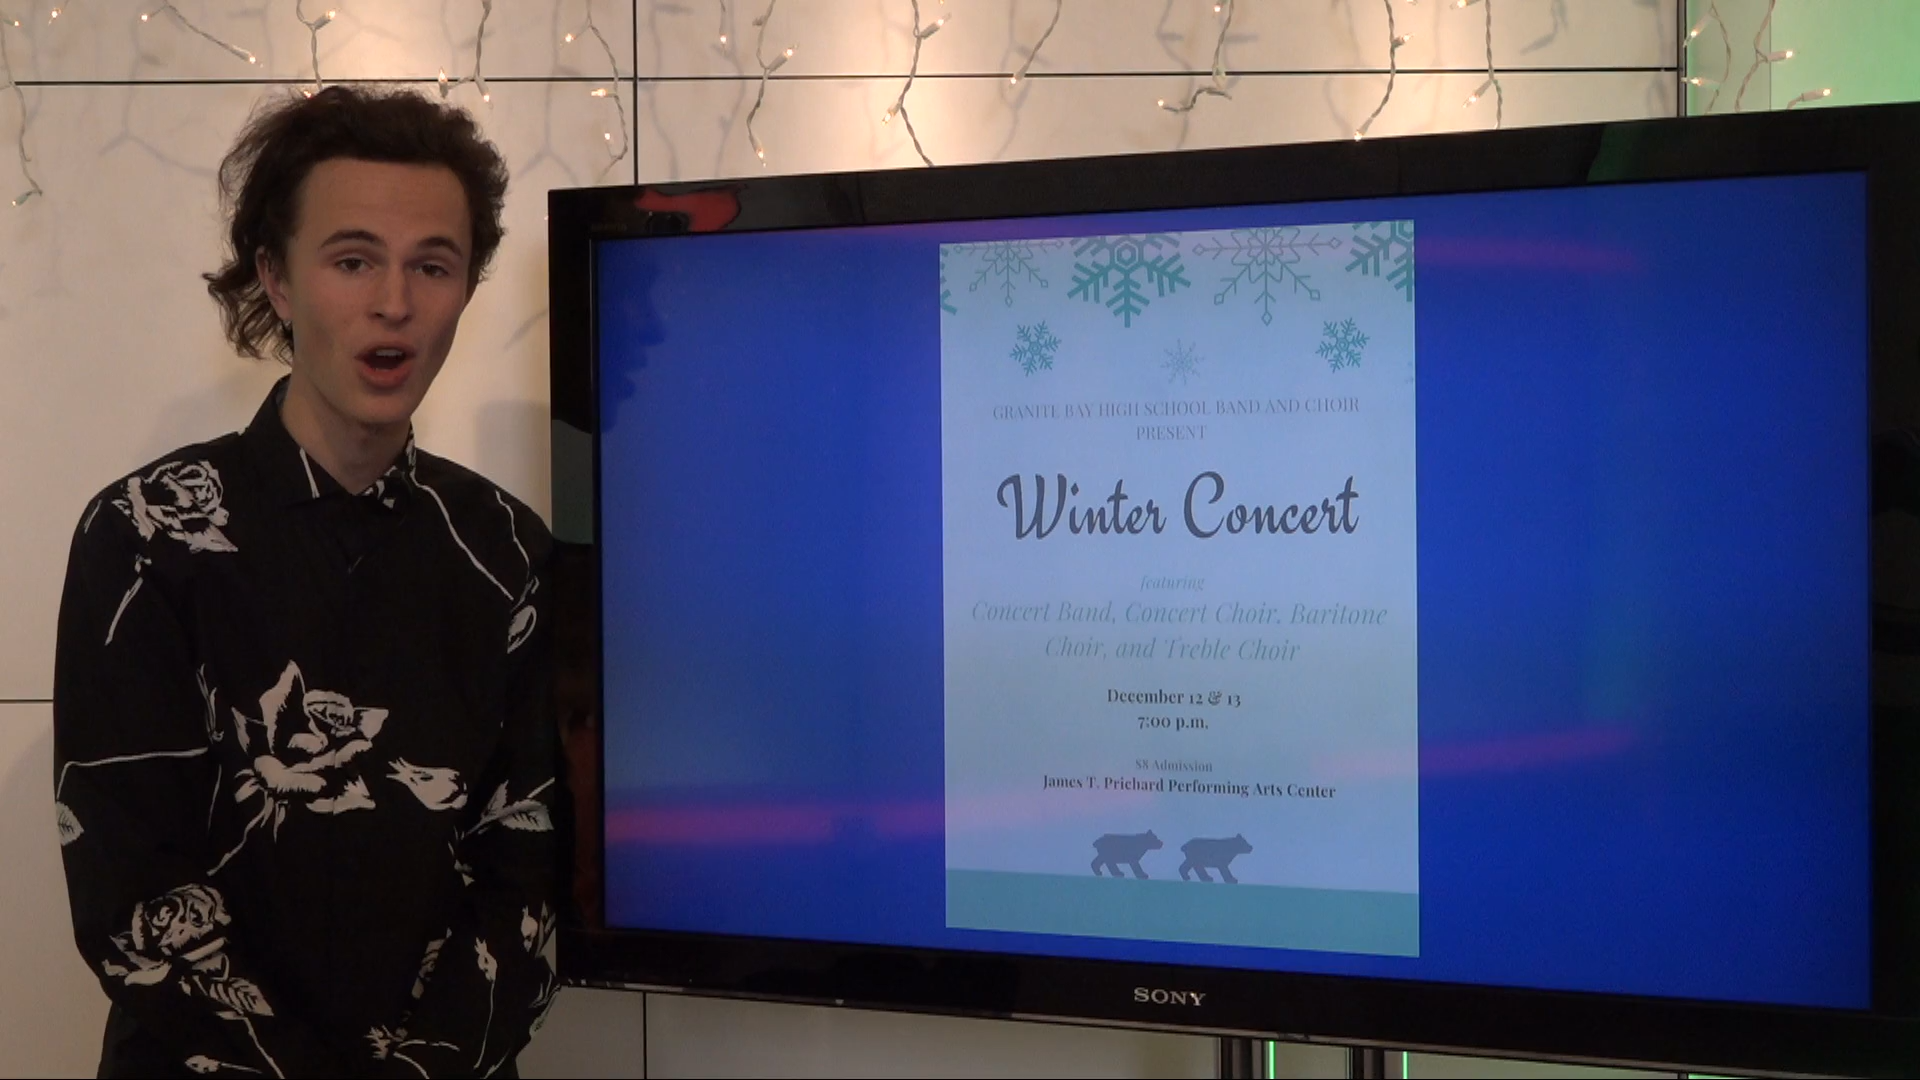 GRANITE BAY HIGH SCHOOL BAND AND CHOIR
PRESENT
Winter Concert
featuring
Concert Band, Concert Choir, Baritone
Choir, and Treble Choir
December 12 & 13
7:00 p.m.
$8 Admission
James T. Prichard Performing Arts Center
SONY